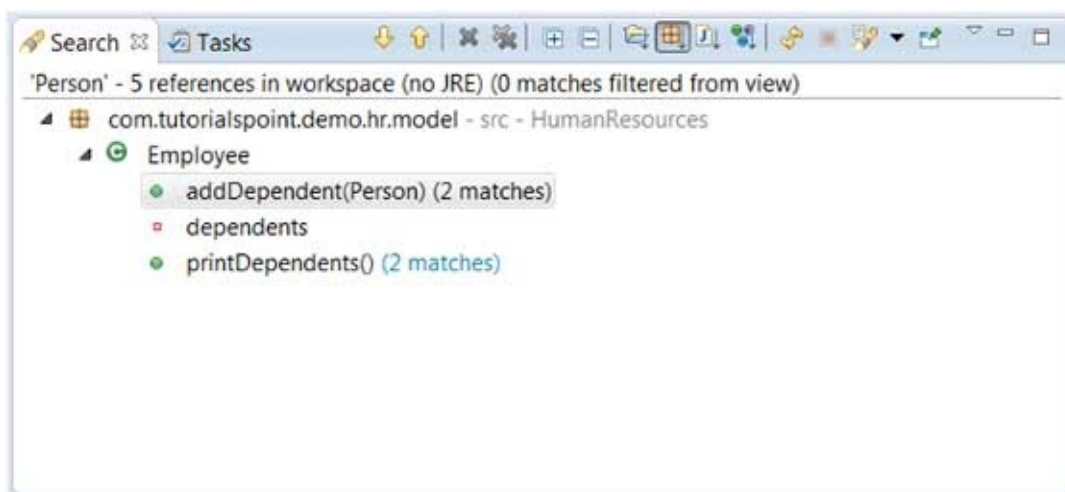 Search Tasks
'Person' - 5 references in workspace (no JRE) (0 matches filtered from view)
com.tutorialspoint.demo.hr.model - src - HumanResources
Employee
addDependent(Person) (2 matches)
dependents
printDependents() (2 matches)